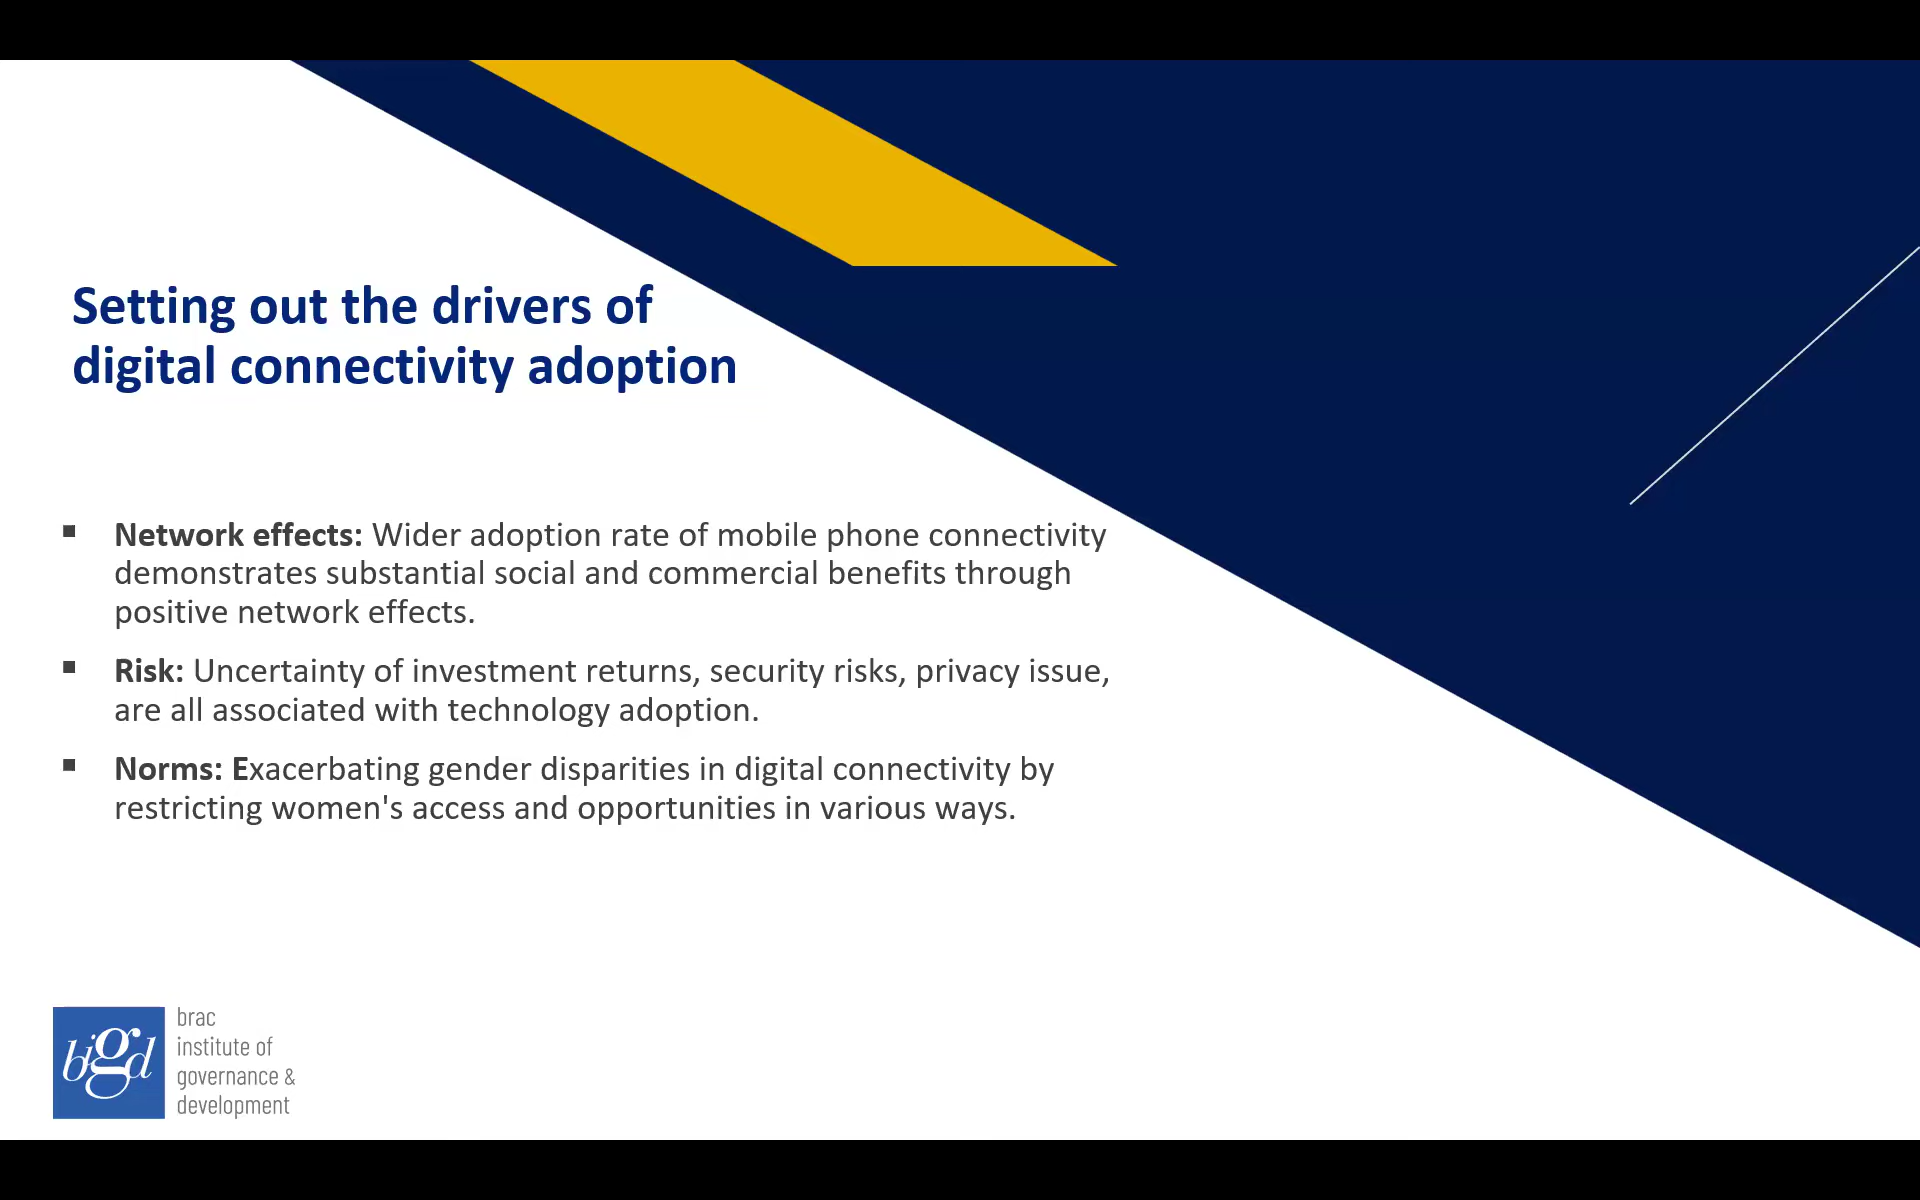 Setting out the drivers of
digital connectivity adoption
▪ Network effects: Wider adoption rate of mobile phone connectivity
demonstrates substantial social and commercial benefits through
positive network effects.
▪ Risk: Uncertainty of investment returns, security risks, privacy issue,
are all associated with technology adoption.
▪ Norms: Exacerbating gender disparities in digital connectivity by
restricting women's access and opportunities in various ways.
bigd
brac
institute of
governance &
development